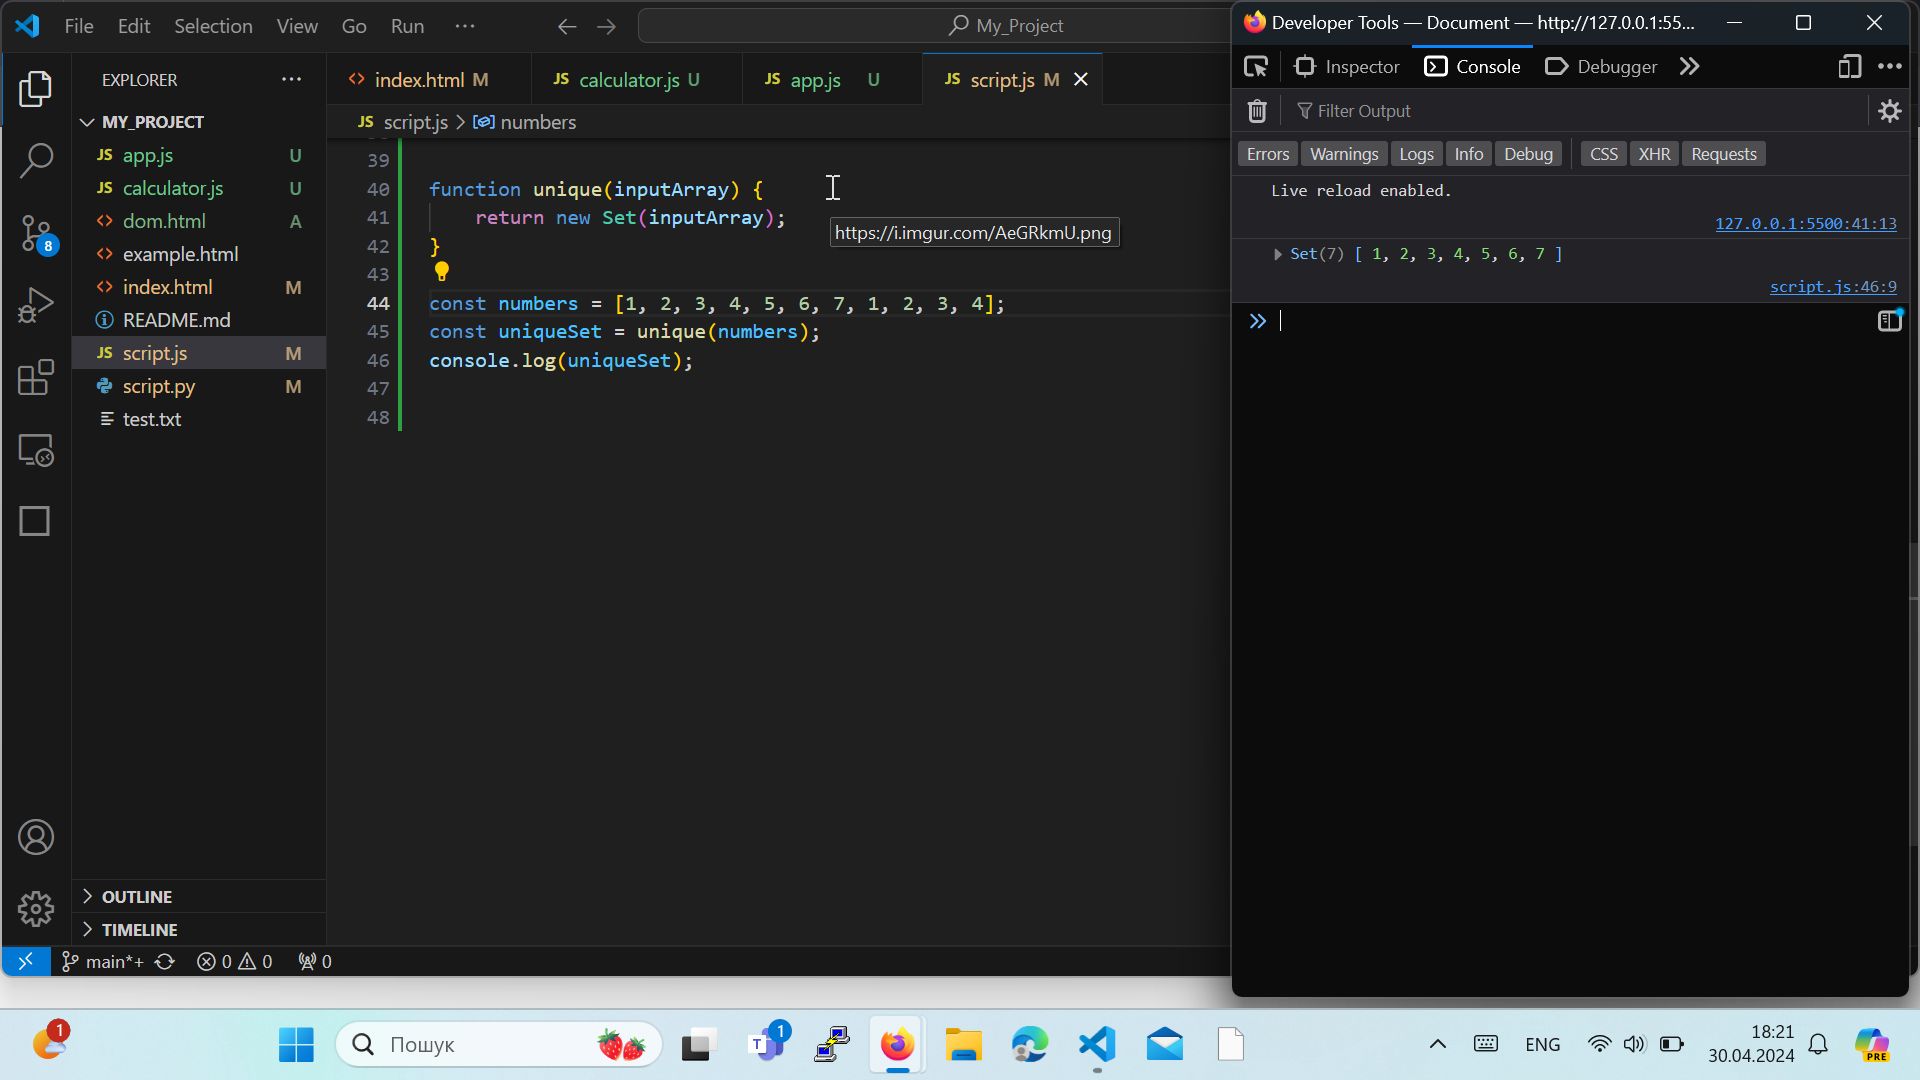 File Edit Selection View Go Run ···
My_Project
EXPLORER
MY_PROJECT
JS app.js U
JS calculator.js U
dom.html A
example.html
index.html M
README.md
JS script.js M
script.py M
test.txt
8
OUTLINE
TIMELINE
main*+ 0 0 0
index.html M
JS calculator.js U
JS app.js U
JS script.js M
JS script.js > numbers
39
40 function unique(inputArray) {
41 return new Set(inputArray);
42 }
43
44 const numbers = [1, 2, 3, 4, 5, 6, 7, 1, 2, 3, 4];
45 const uniqueSet = unique(numbers);
46 console.log(uniqueSet);
47
48
https://i.imgur.com/AeGRkmU.png
Developer Tools — Document — http://127.0.0.1:55...
Inspector Console Debugger
Filter Output
Errors Warnings Logs Info Debug CSS XHR Requests
Live reload enabled.
127.0.0.1:5500:41:13
Set(7) [ 1, 2, 3, 4, 5, 6, 7 ]
script.js:46:9
1
Пошук
T 1
ENG
18:21
30.04.2024
PRE